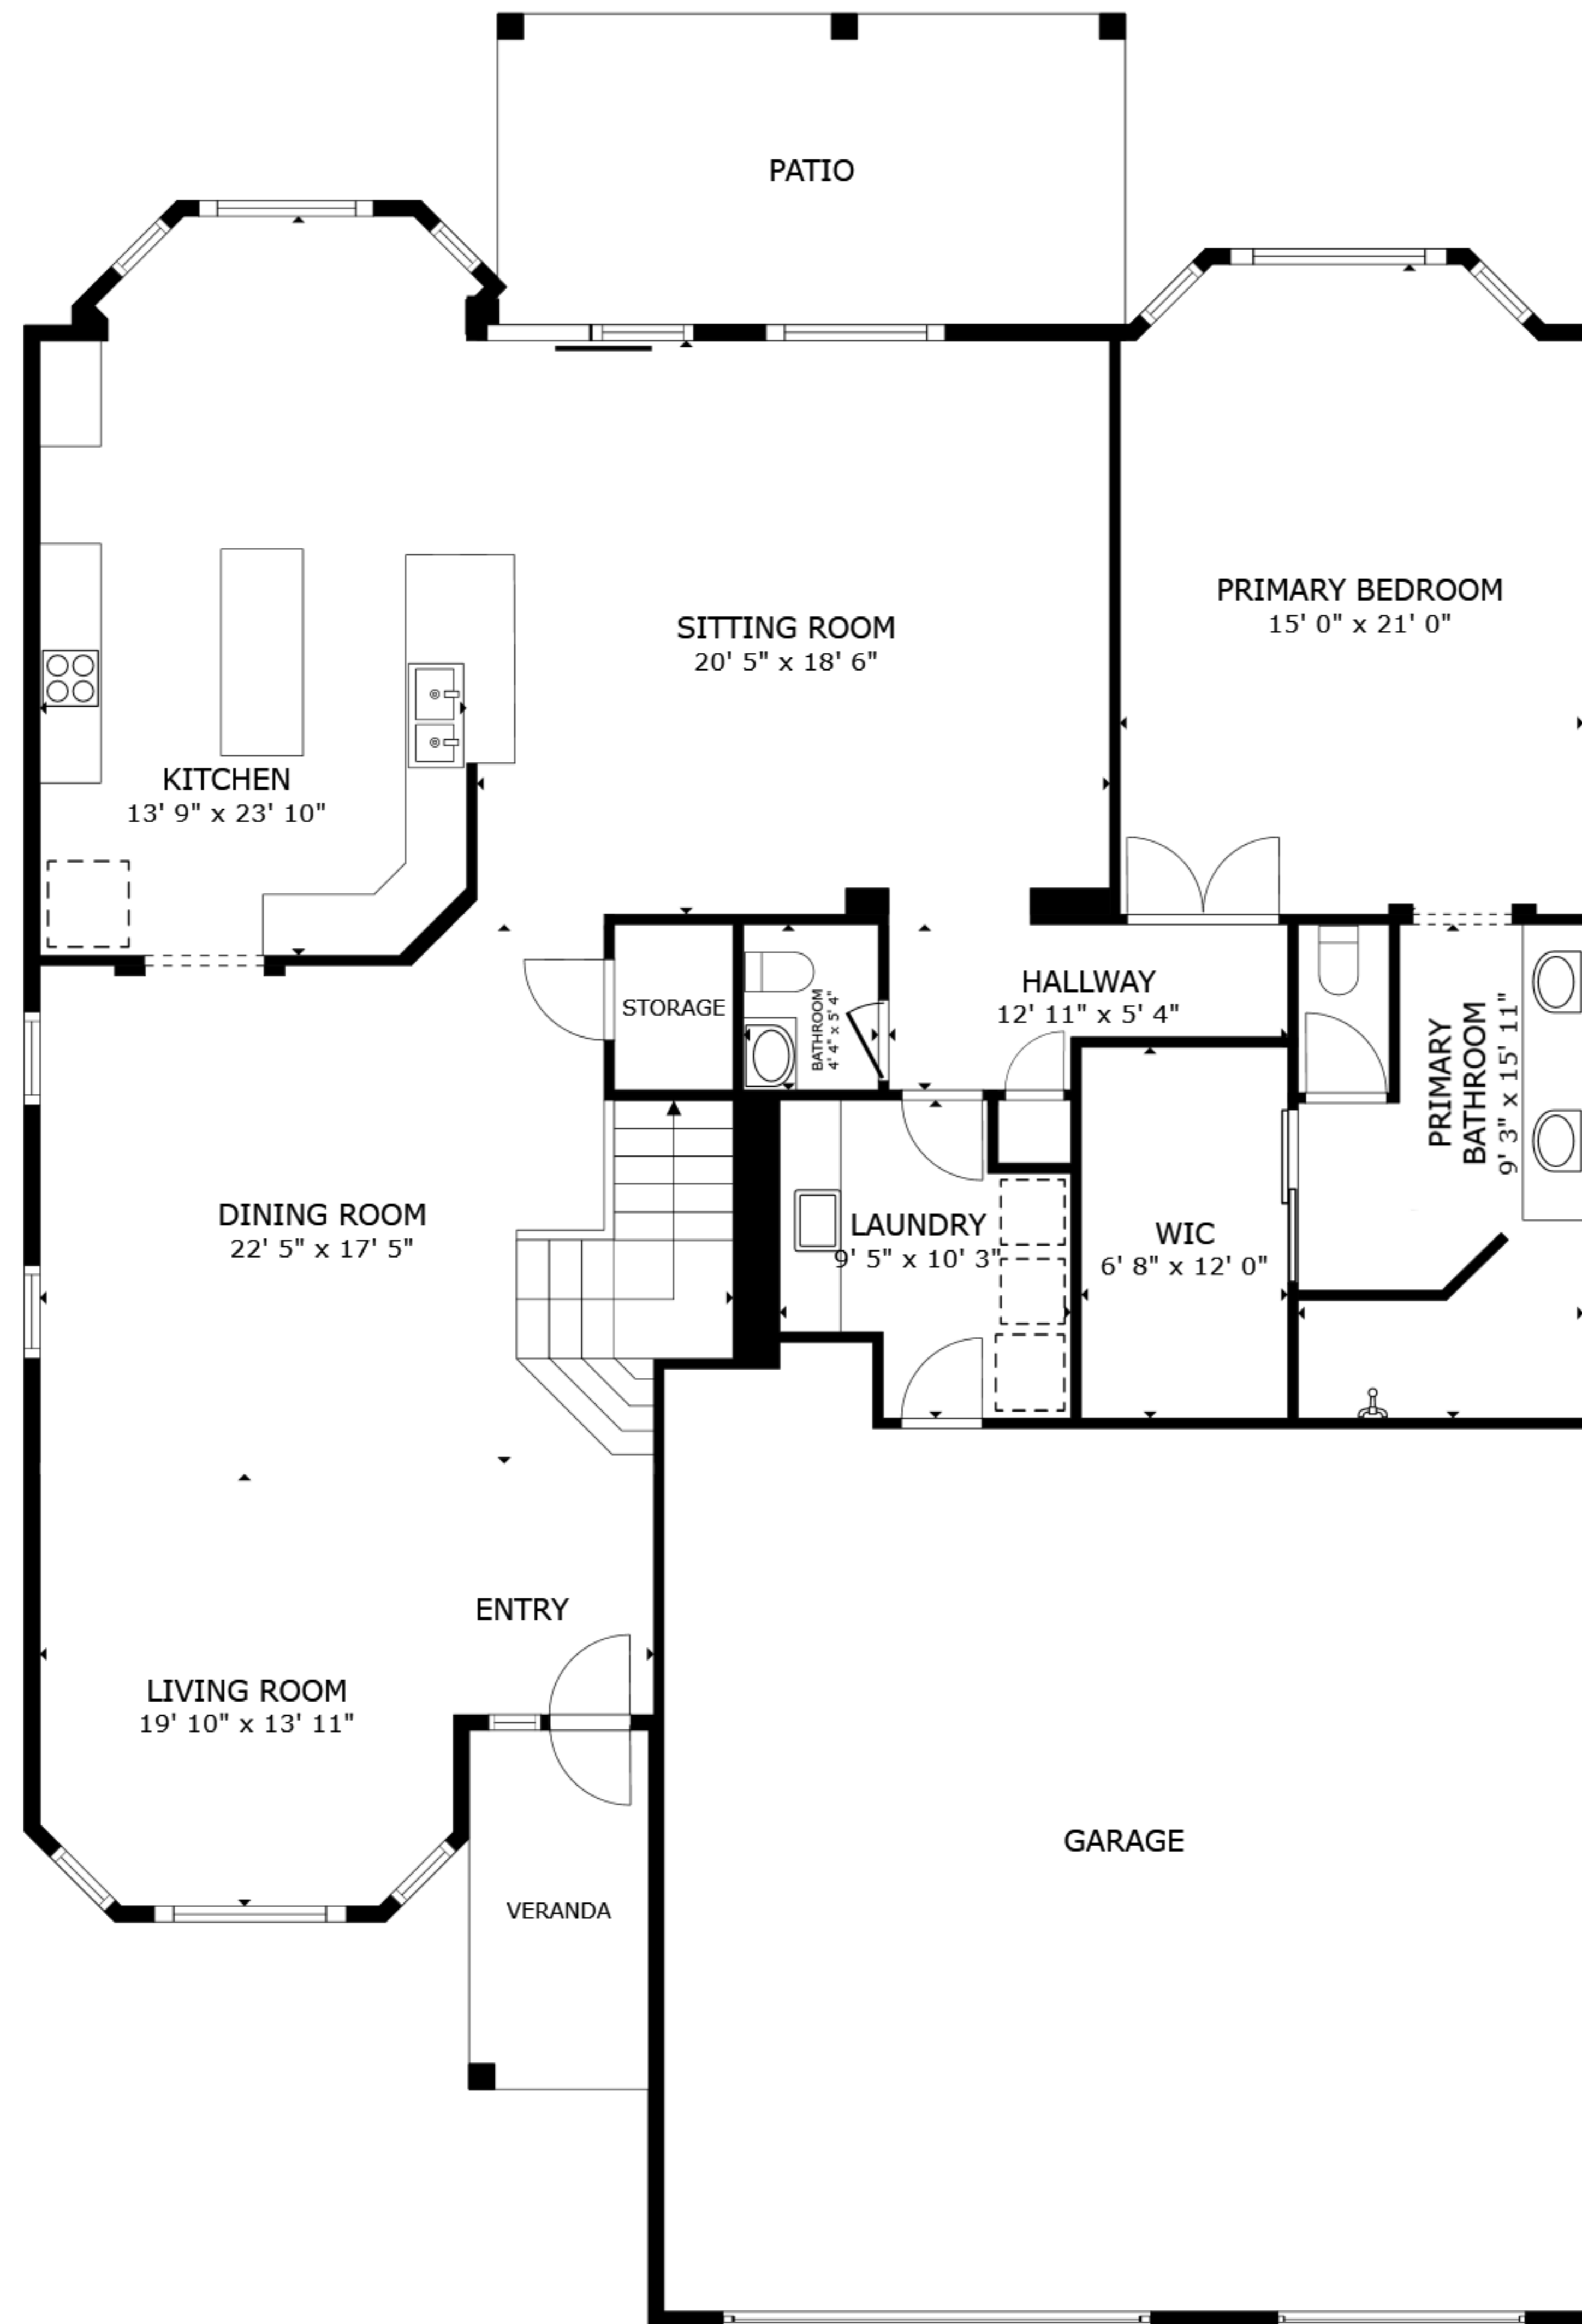 PATIO
PRIMARY BEDROOM
15' 0" x 21' 0"
SITTING ROOM
20' 5" x 18' 6"
KITCHEN
13' 9" x 23' 10"
STORAGE
BATHROOM
4' 4" x 5' 4"
HALLWAY
12' 11" x 5' 4"
PRIMARY
BATHROOM
9' 3" x 15' 11"
DINING ROOM
22' 5" x 17' 5"
LAUNDRY
9' 5" x 10' 3"
WIC
6' 8" x 12' 0"
ENTRY
LIVING ROOM
19' 10" x 13' 11"
GARAGE
VERANDA